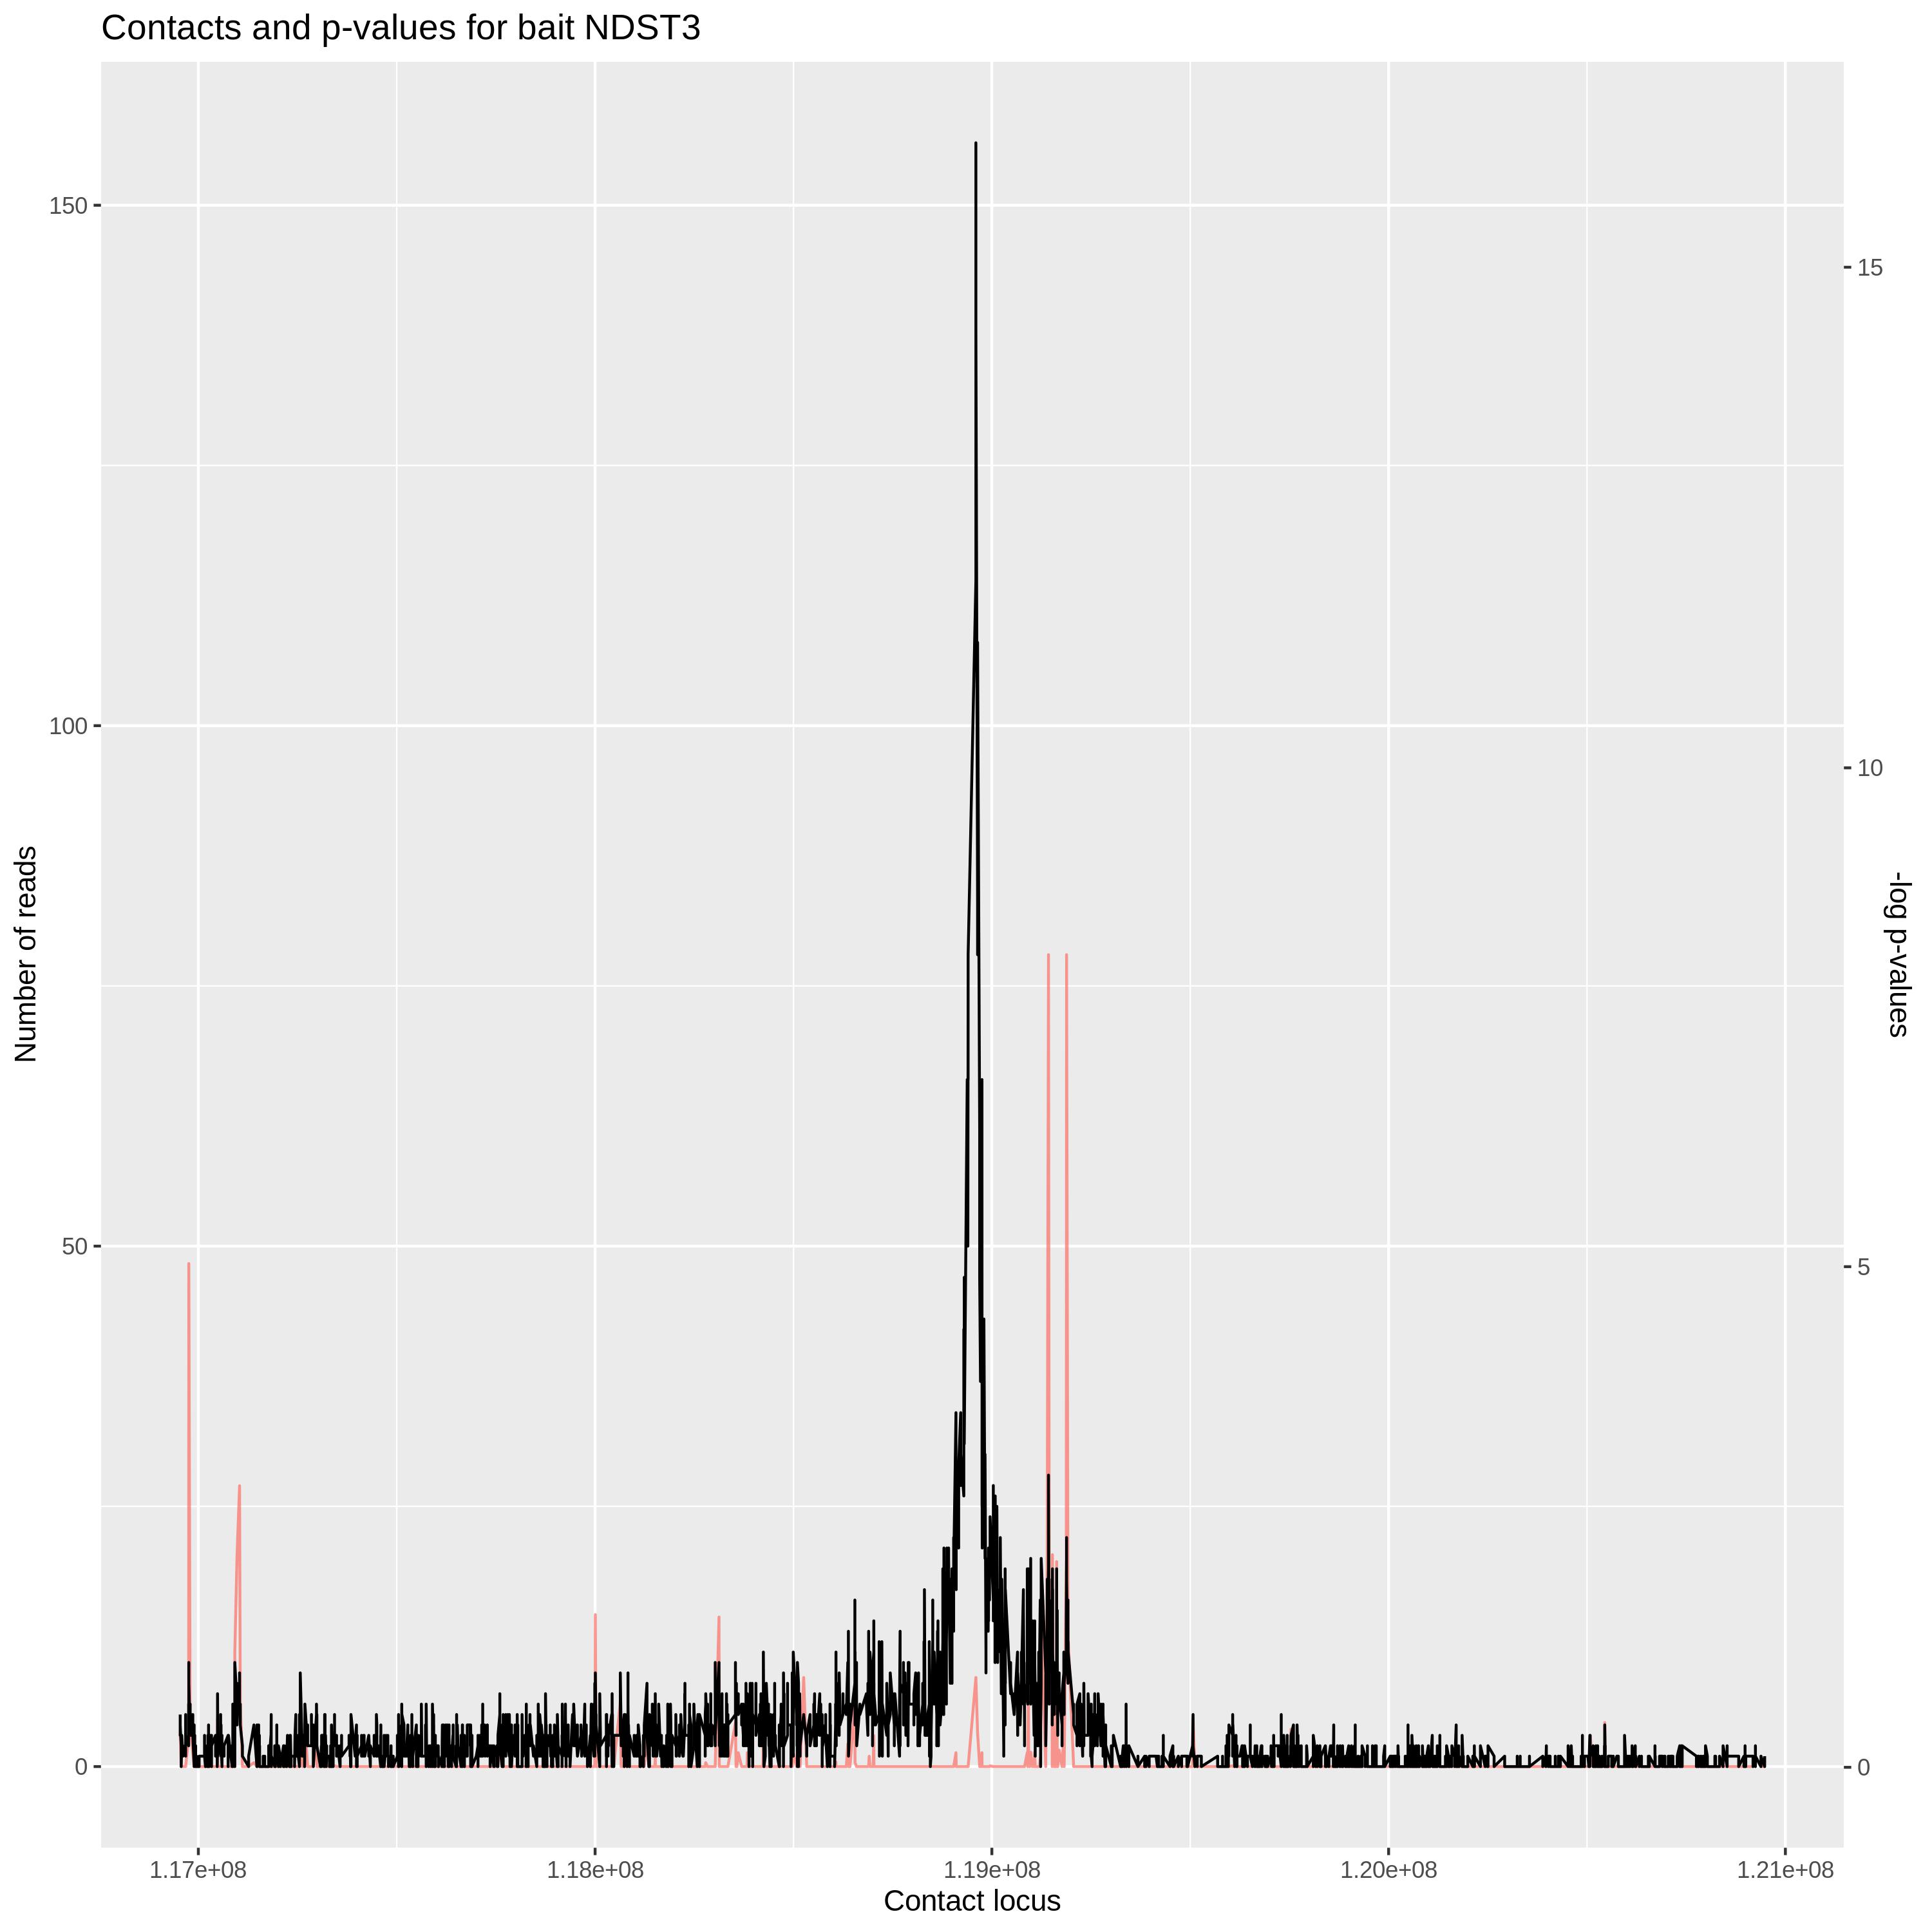 Contacts and p-values for bait NDST3
150
100
50
0
Number of reads
15
10
5
0
-log p-values
1.17e+08
1.18e+08
1.19e+08
1.20e+08
1.21e+08
Contact locus